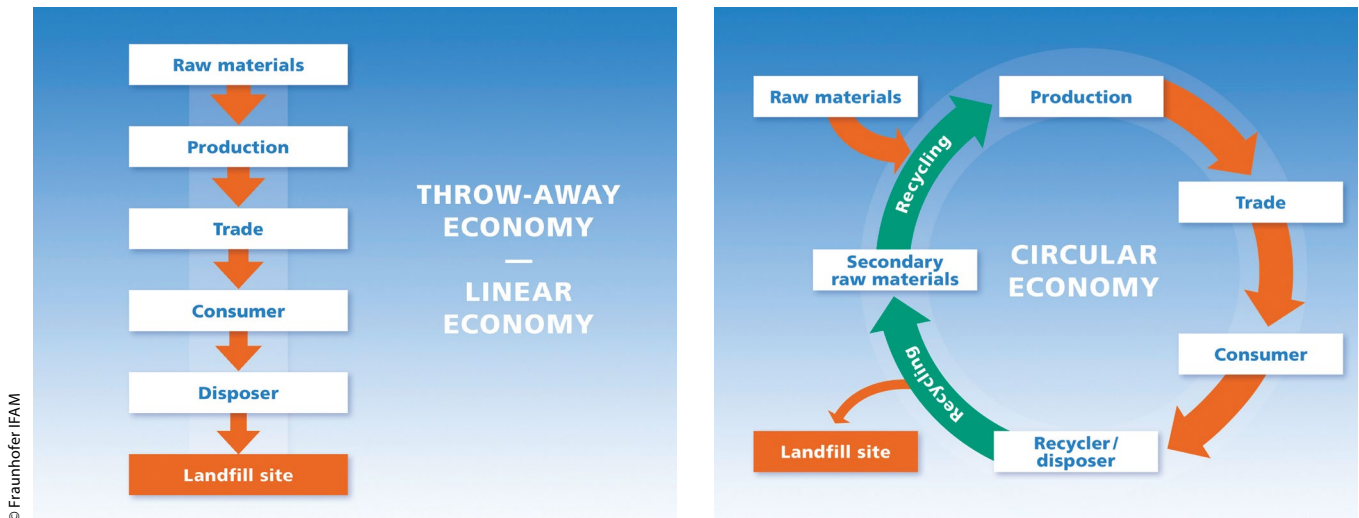 Raw materials
Production
Trade
Consumer
Disposer
Landfill site
THROW-AWAY
ECONOMY
—
LINEAR
ECONOMY
© Fraunhofer IFAM
Raw materials
Production
Recycling
Trade
Secondary
raw materials
CIRCULAR
ECONOMY
Consumer
Recycling
Recycler/
disposer
Landfill site